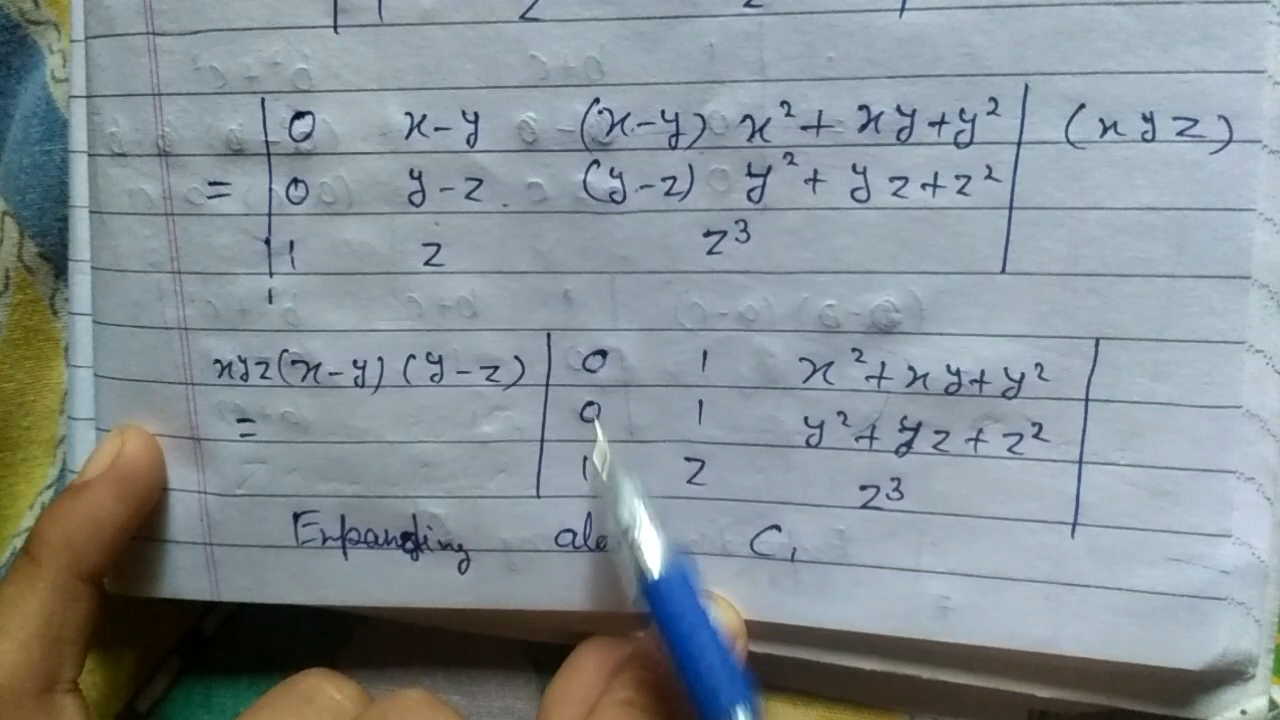 0 x-y (x-y) x²+xy+y² (xyz)
= 0 y-z (y-z) y²+yz+z²
1 z z³
xyz(x-y)(y-z) 0 1 x²+xy+y²
= 0 1 y²+yz+z²
1 z z³
Expanding C₁